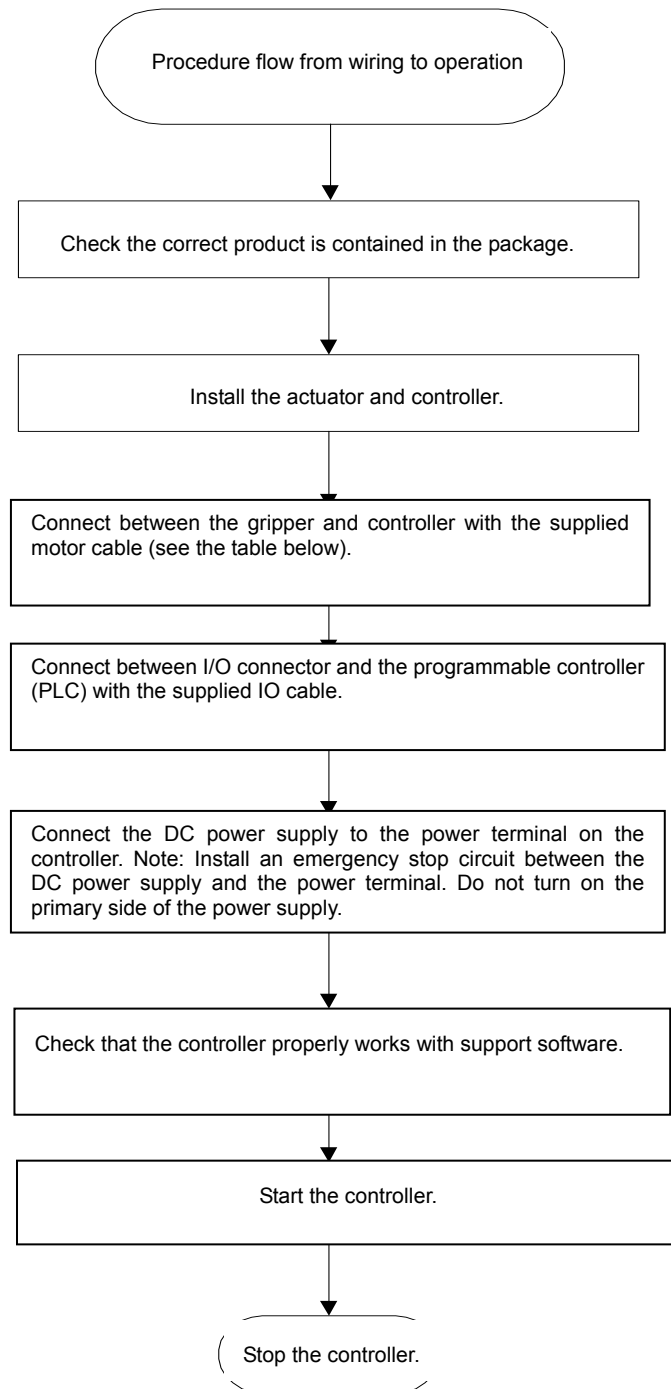 Procedure flow from wiring to operation
Check the correct product is contained in the package.
Install the actuator and controller.
Connect between the gripper and controller with the supplied
motor cable (see the table below).
Connect between I/O connector and the programmable controller
(PLC) with the supplied IO cable.
Connect the DC power supply to the power terminal on the
controller. Note: Install an emergency stop circuit between the
DC power supply and the power terminal. Do not turn on the
primary side of the power supply.
Check that the controller properly works with support software.
Start the controller.
Stop the controller.